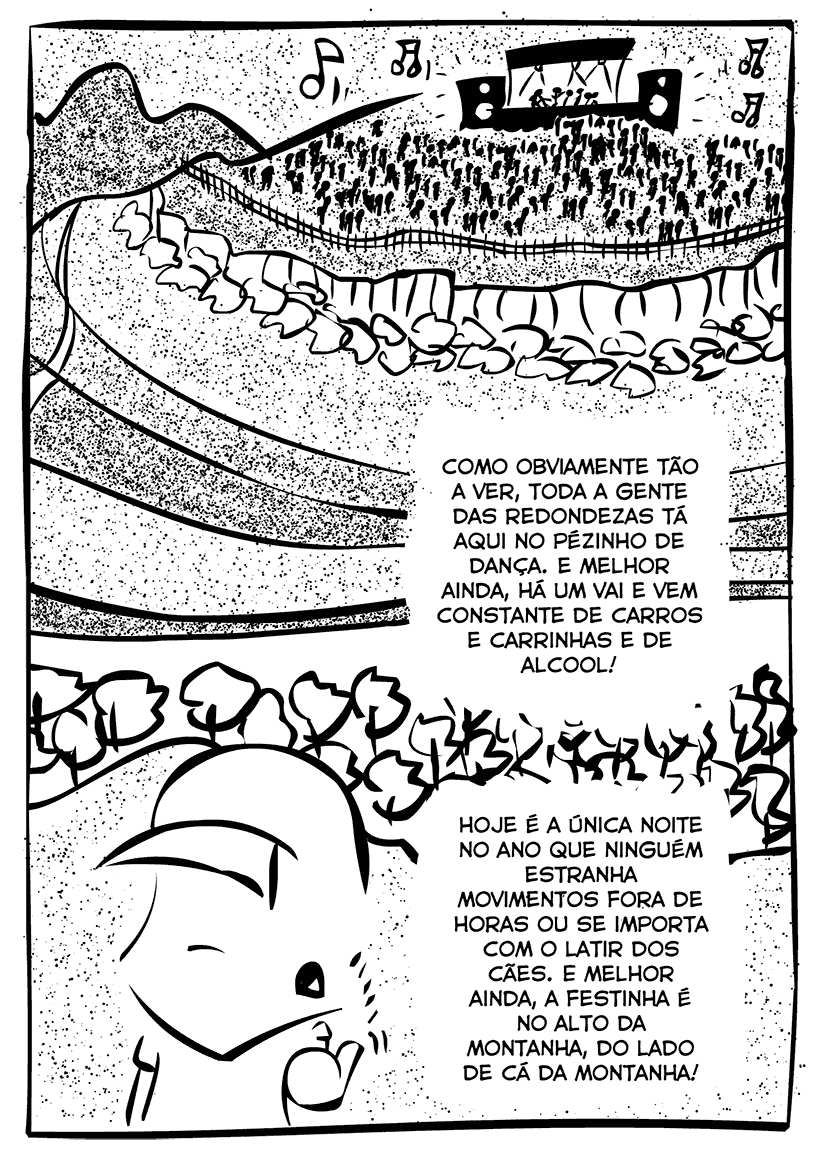 COMO OBVIAMENTE TÃO
A VER, TODA A GENTE
DAS REDONDEZAS TÁ
AQUI NO PÉZINHO DE
DANÇA. E MELHOR
AINDA, HÁ UM VAI E VEM
CONSTANTE DE CARROS
E CARRINHAS E DE
ALCOOL!
HOJE É A ÚNICA NOITE
NO ANO QUE NINGUÉM
ESTRANHA
MOVIMENTOS FORA DE
HORAS OU SE IMPORTA
COM O LATIR DOS
CÃES. E MELHOR
AINDA, A FESTINHA É
NO ALTO DA
MONTANHA, DO LADO
DE CÁ DA MONTANHA!